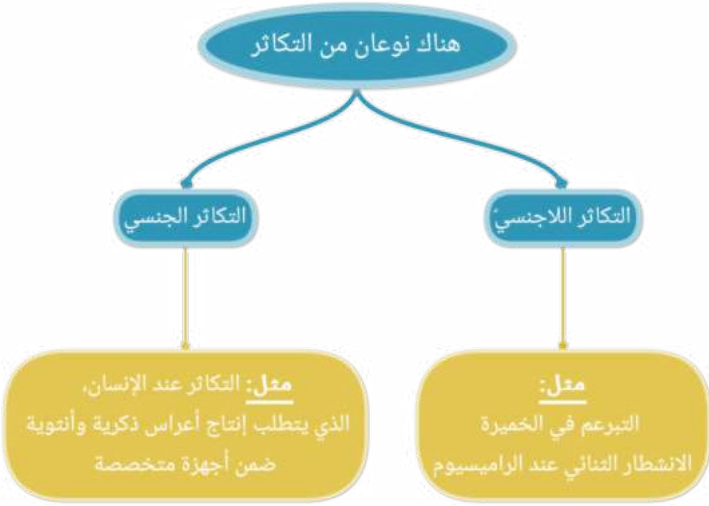 هناك نوعان من التكاثر
التكاثر اللاجنسيّ
التكاثر الجنسي
مثل:
التبرعم في الخميرة
الانشطار الثنائي عند الراميسيوم
مثل: التكاثر عند الإنسان,
الذي يتطلب إنتاج أعراس ذكرية وأنثوية
ضمن أجهزة متخصصة